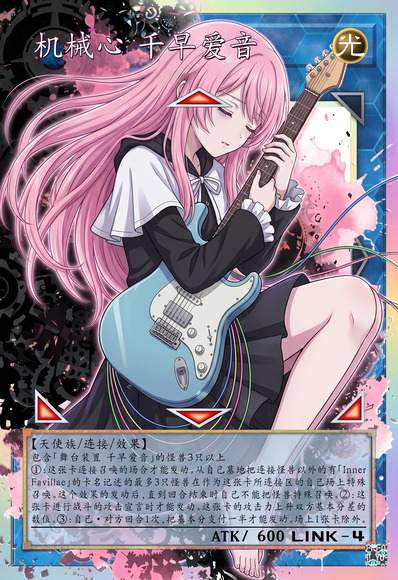 机械心 千早爱音
光
【天使族/连接/效果】
包含「舞台装置 千早爱音」的怪兽3只以上
①:这张卡连接召唤的场合才能发动。从自己墓地把连接怪兽以外的有「Inner
Favillae」的卡名记述的最多3只怪兽在作为这张卡所连接区的自己场上特殊
召唤。这个效果的发动后,直到回合结束时自己不能把怪兽特殊召唤。②:这
张卡进行战斗的攻击宣言时才能发动。这张卡的攻击力上升双方基本分差的
数值。③:自己·对方回合1次,把基本分支付一半才能发动。场上1张卡除外。
ATK/ 600 LINK-4